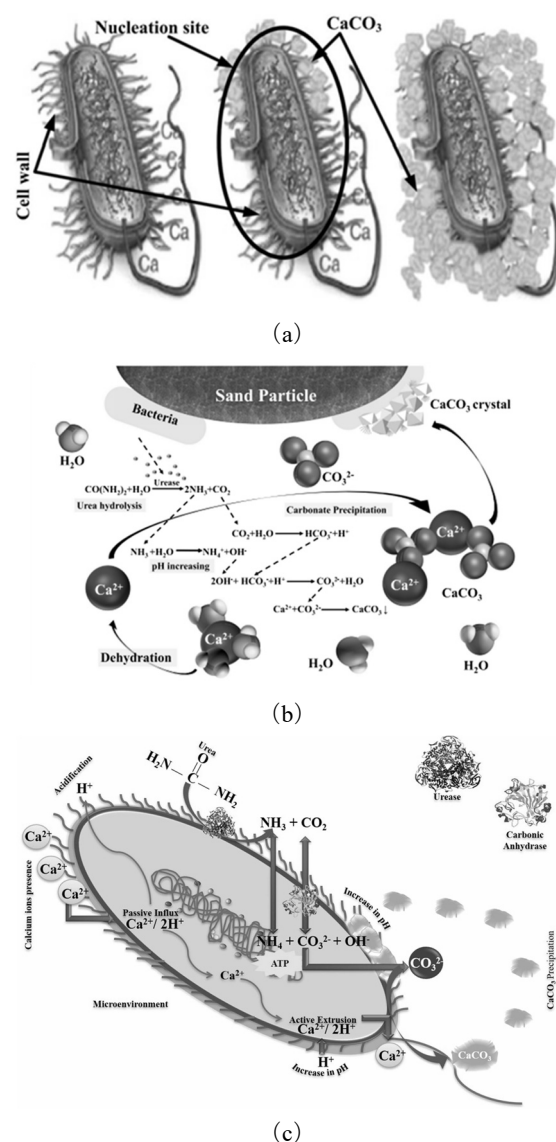 Nucleation site
CaCO₃
Cell wall
Ca
Ca
Ca
Ca
Ca
Ca
(a)
Sand Particle
Bacteria
CaCO₃ crystal
H₂O
CO₃²⁻
Urease
CO(NH₂)₂+H₂O → 2NH₃+CO₂
Urea hydrolysis
Carbonate Precipitation
CO₂+H₂O → HCO₃⁻+H⁺
NH₃+H₂O → NH₄⁺+OH⁻
pH increasing
2OH⁻+HCO₃⁻+H⁺ → CO₃²⁻+H₂O
Ca²⁺+CO₃²⁻ → CaCO₃↓
Ca²⁺
Ca²⁺
Ca²⁺
CaCO₃
Ca²⁺
Dehydration
H₂O
H₂O
(b)
Urea
O
H₂N
C
NH₂
Acidification
H⁺
Urease
Carbonic
Anhydrase
NH₃ + CO₂
Ca²⁺
Ca²⁺
Ca²⁺
Calcium ions presence
Passive Influx
Ca²⁺/ 2H⁺
Increase in pH
NH₄ + CO₃²⁻ + OH⁻
ATP
CO₃²⁻
Ca²⁺
CaCO₃ Precipitation
Microenvironment
Active Extrusion
Ca²⁺/ 2H⁺
H⁺
Increase in pH
Ca²⁺
CaCO₃
(c)